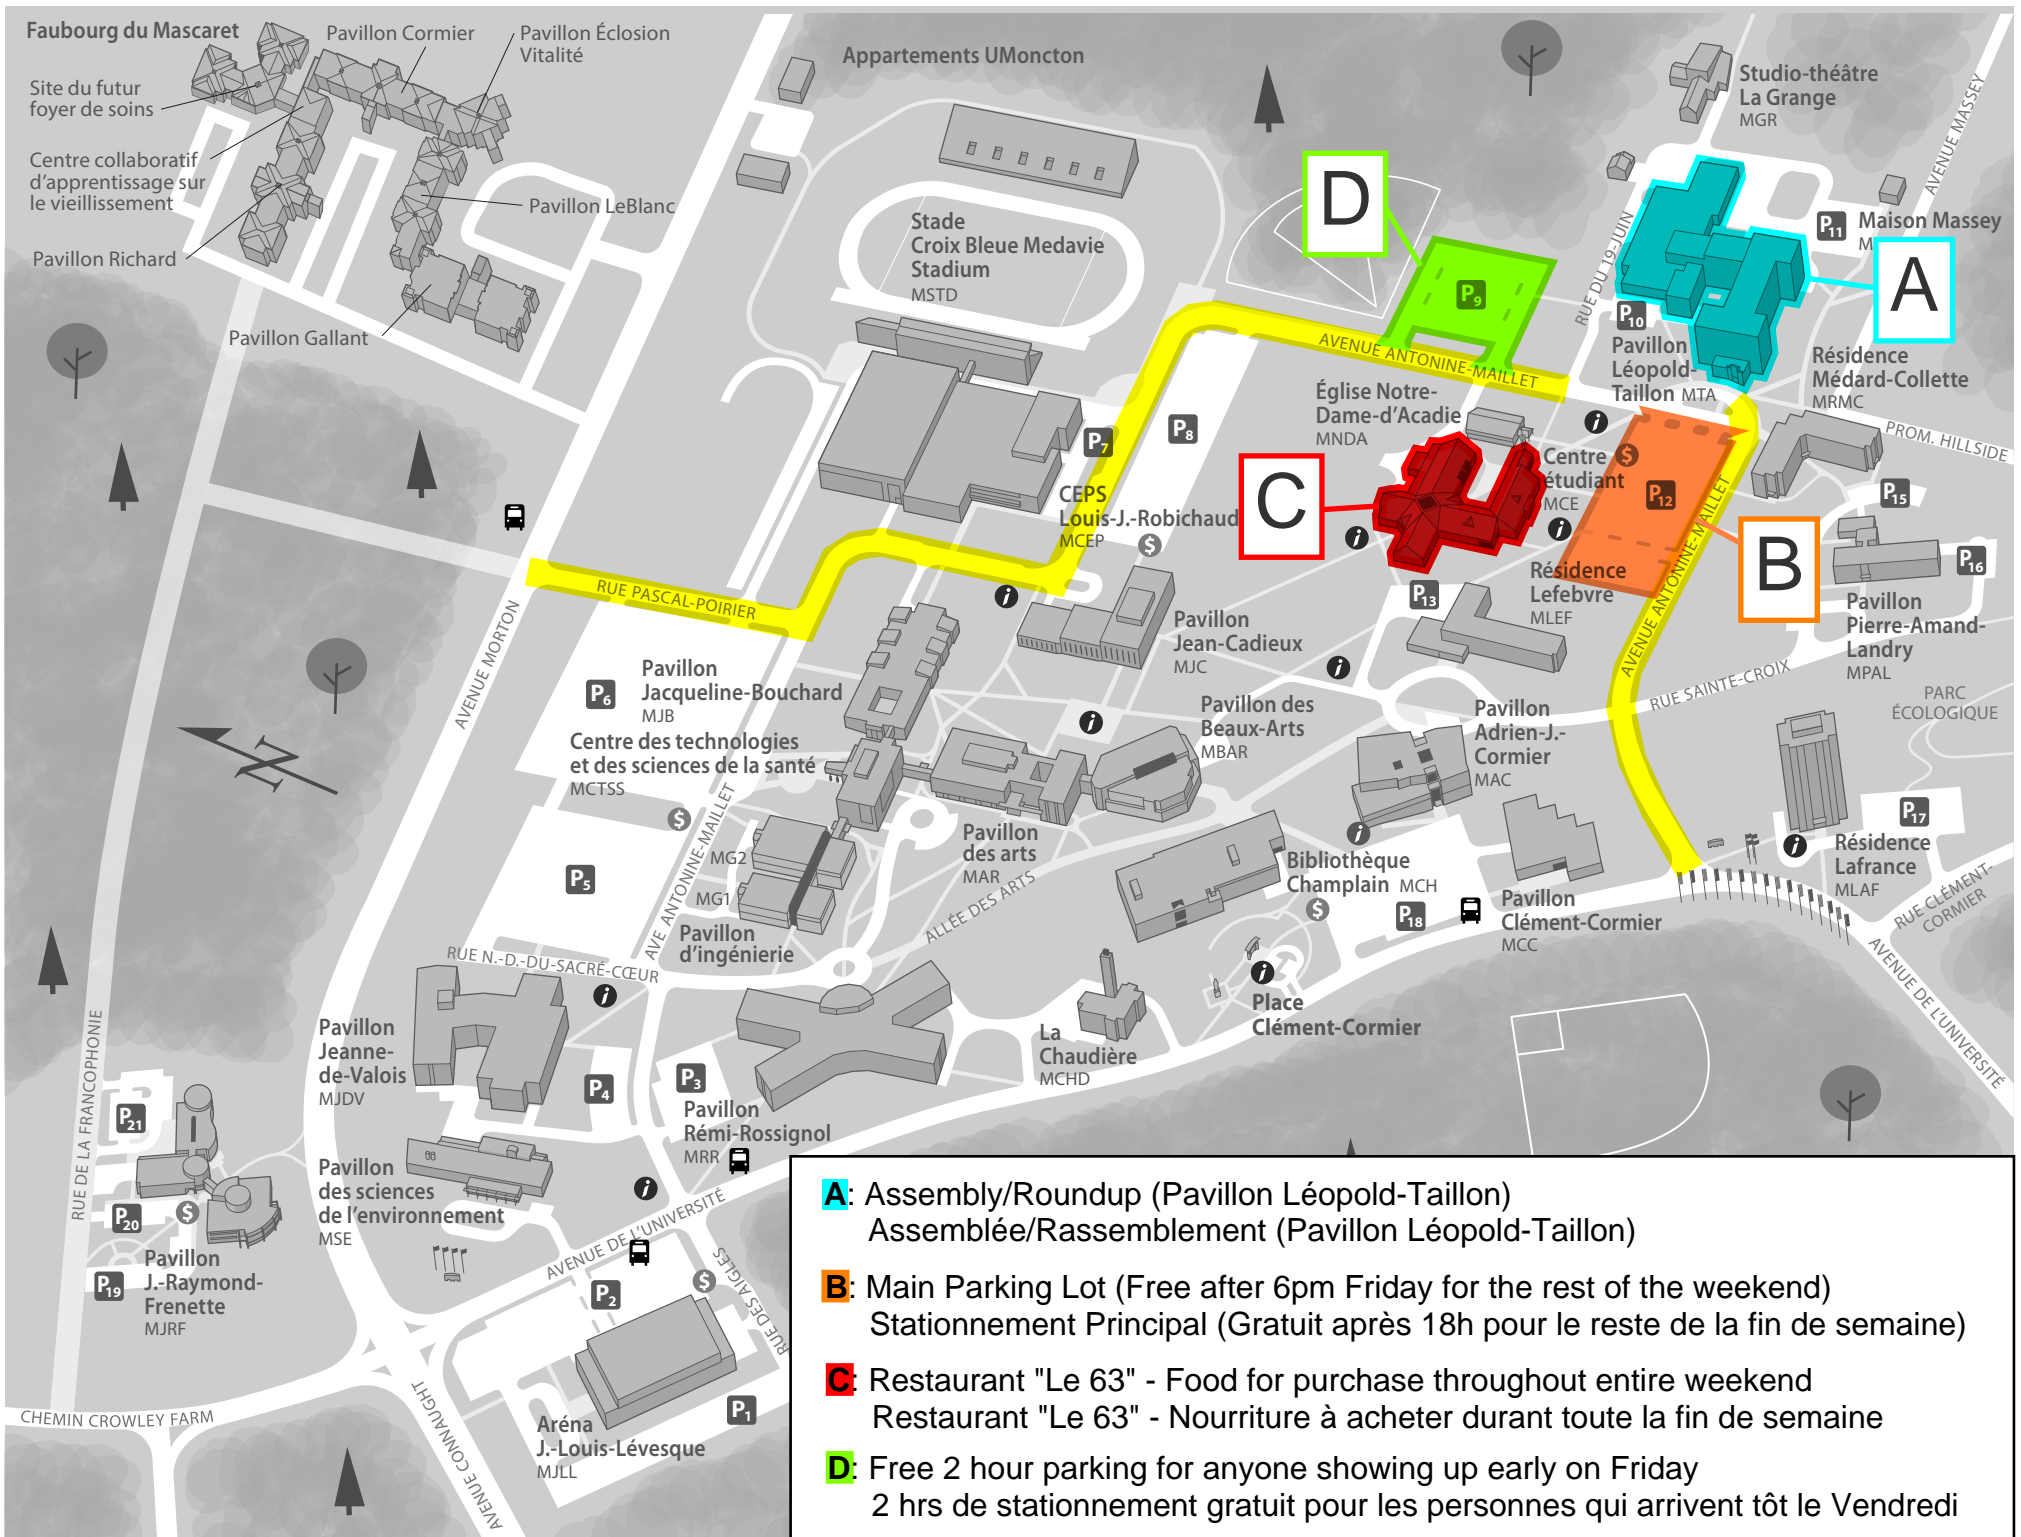 Faubourg du Mascaret
Pavillon Cormier
Pavillon Éclosion
Vitalité
Site du futur
foyer de soins
Centre collaboratif
d'apprentissage sur
le vieillissement
Pavillon LeBlanc
Pavillon Richard
Pavillon Gallant
Appartements UMoncton
Stade
Croix Bleue Medavie
Stadium
MSTD
D
P9
Studio-théâtre
La Grange
MGR
AVENUE MASSEY
P11 Maison Massey
M
A
RUE DU 19-JUIN
P10
Pavillon
Léopold-
Taillon MTA
Résidence
Médard-Collette
MRMC
PROM. HILLSIDE
AVENUE ANTONINE-MAILLET
Église Notre-
Dame-d'Acadie
MNDA
P7
P8
CEPS
Louis-J.-Robichaud
MCEP
$
C
Centre $
étudiant
MCE
P12
B
AVENUE ANTONINE-MAILLET
P15
P16
Pavillon
Pierre-Amand-
Landry
MPAL
Résidence
Lefebvre
MLEF
P13
i
i
i
i
i
RUE PASCAL-POIRIER
AVENUE MORTON
Pavillon
Jean-Cadieux
MJC
P6
Pavillon
Jacqueline-Bouchard
MJB
Centre des technologies
et des sciences de la santé
MCTSS
$
N
i
i
Pavillon des
Beaux-Arts
MBAR
Pavillon
Adrien-J.-
Cormier
MAC
RUE SAINTE-CROIX
PARC
ÉCOLOGIQUE
P17
i
Résidence
Lafrance
MLAF
RUE CLÉMENT-
CORMIER
AVENUE DE L'UNIVERSITÉ
AVE ANTONINE-MAILLET
MG2
MG1
Pavillon
d'ingénierie
P5
Pavillon
des arts
MAR
ALLÉE DES ARTS
i
Bibliothèque
Champlain MCH
$
P18
Pavillon
Clément-Cormier
MCC
RUE N.-D.-DU-SACRÉ-CŒUR
i
i
Place
Clément-Cormier
La
Chaudière
MCHD
Pavillon
Jeanne-
de-Valois
MJDV
P4
P3
Pavillon
Rémi-Rossignol
MRR
RUE DE LA FRANCOPHONIE
P21
P20
$
P19
Pavillon
J.-Raymond-
Frenette
MJRF
Pavillon
des sciences
de l'environnement
MSE
i
AVENUE DE L'UNIVERSITÉ
P2
$
RUE DES AIGLES
P1
Aréna
J.-Louis-Lévesque
MJLL
CHEMIN CROWLEY FARM
AVENUE CONNAUGHT
A: Assembly/Roundup (Pavillon Léopold-Taillon)
Assemblée/Rassemblement (Pavillon Léopold-Taillon)
B: Main Parking Lot (Free after 6pm Friday for the rest of the weekend)
Stationnement Principal (Gratuit après 18h pour le reste de la fin de semaine)
C: Restaurant "Le 63" - Food for purchase throughout entire weekend
Restaurant "Le 63" - Nourriture à acheter durant toute la fin de semaine
D: Free 2 hour parking for anyone showing up early on Friday
2 hrs de stationnement gratuit pour les personnes qui arrivent tôt le Vendredi